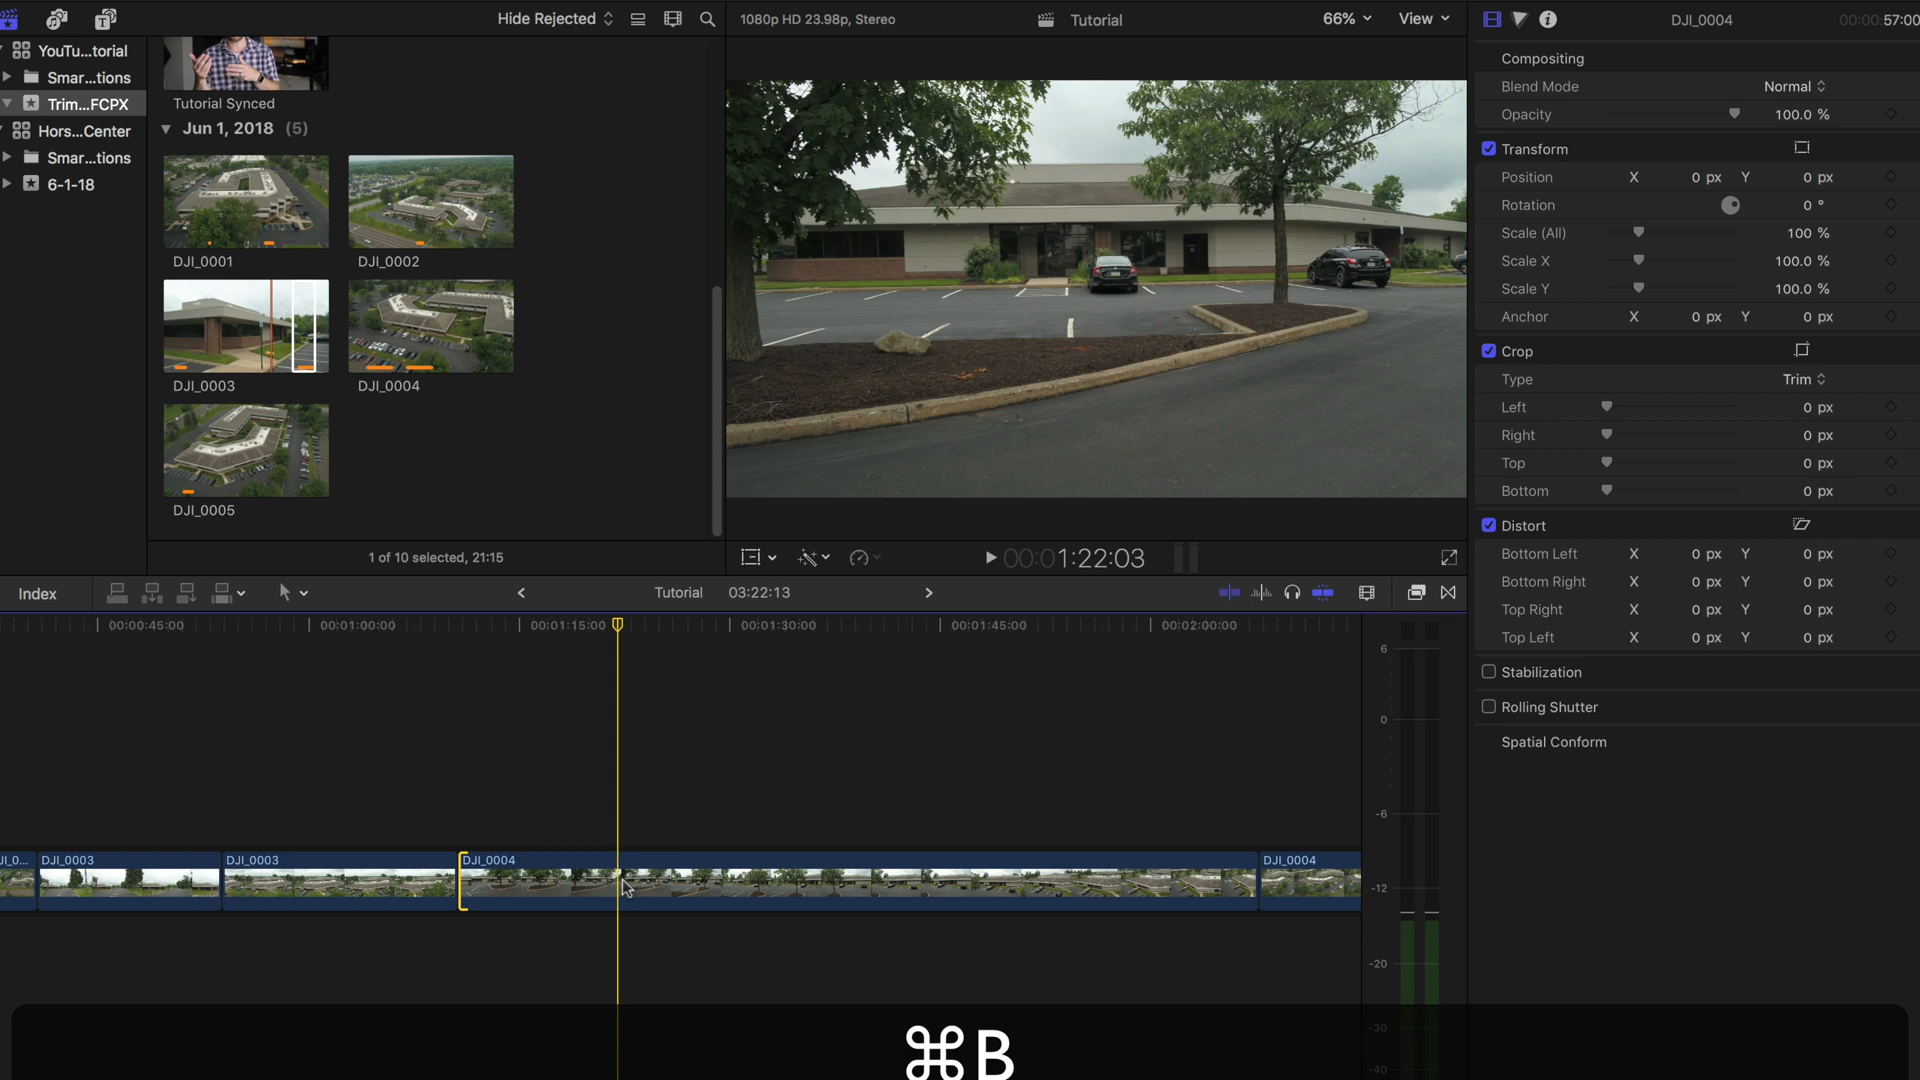 Hide Rejected
1080p HD 23.98p, Stereo
Tutorial
66%
View
DJI_0004
00:00:57:00
YouTu...torial
Smar...tions
Trim...FCPX
Hors...Center
Smar...tions
6-1-18
Tutorial Synced
Jun 1, 2018 (5)
DJI_0001
DJI_0002
DJI_0003
DJI_0004
DJI_0005
1 of 10 selected, 21:15
00:01:22:03
Compositing
Blend Mode Normal
Opacity 100.0 %
Transform
Position X 0 px Y 0 px
Rotation 0 °
Scale (All) 100 %
Scale X 100.0 %
Scale Y 100.0 %
Anchor X 0 px Y 0 px
Crop
Type Trim
Left 0 px
Right 0 px
Top 0 px
Bottom 0 px
Distort
Bottom Left X 0 px Y 0 px
Bottom Right X 0 px Y 0 px
Top Right X 0 px Y 0 px
Top Left X 0 px Y 0 px
Stabilization
Rolling Shutter
Spatial Conform
Index
Tutorial 03:22:13
00:00:45:00
00:01:00:00
00:01:15:00
00:01:30:00
00:01:45:00
00:02:00:00
6
0
-6
-12
-20
-30
-40
JI_0...
DJI_0003
DJI_0003
DJI_0004
DJI_0004
⌘B